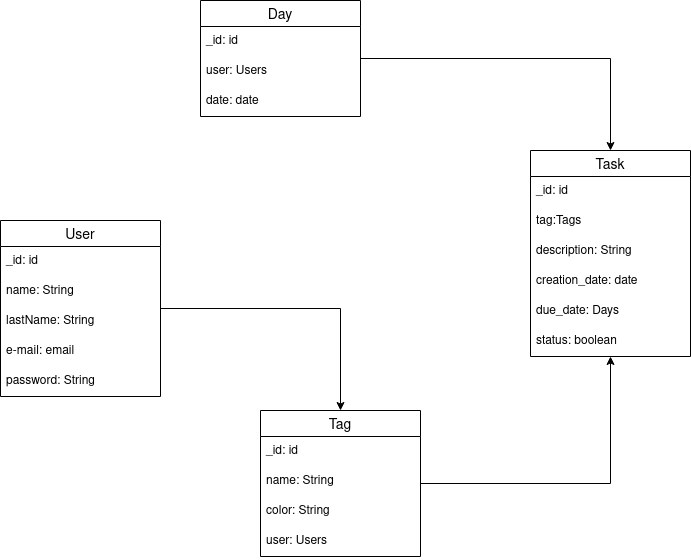 Day
_id: id
user: Users
date: date
Task
_id: id
tag:Tags
description: String
creation_date: date
due_date: Days
status: boolean
User
_id: id
name: String
lastName: String
e-mail: email
password: String
Tag
_id: id
name: String
color: String
user: Users